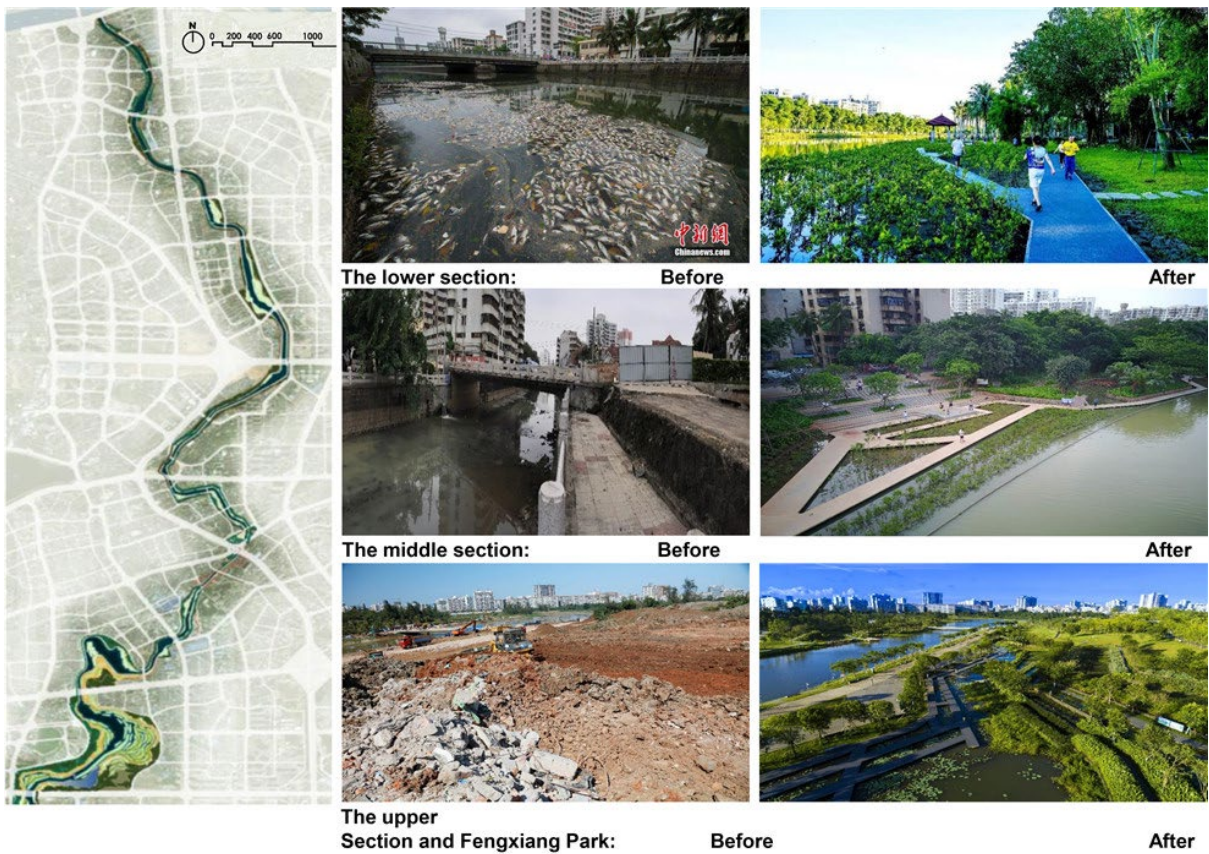 N
0 200 400 600 1000
中新網
Chinanews.com
The lower section: Before After
The middle section: Before After
The upper
Section and Fengxiang Park: Before After